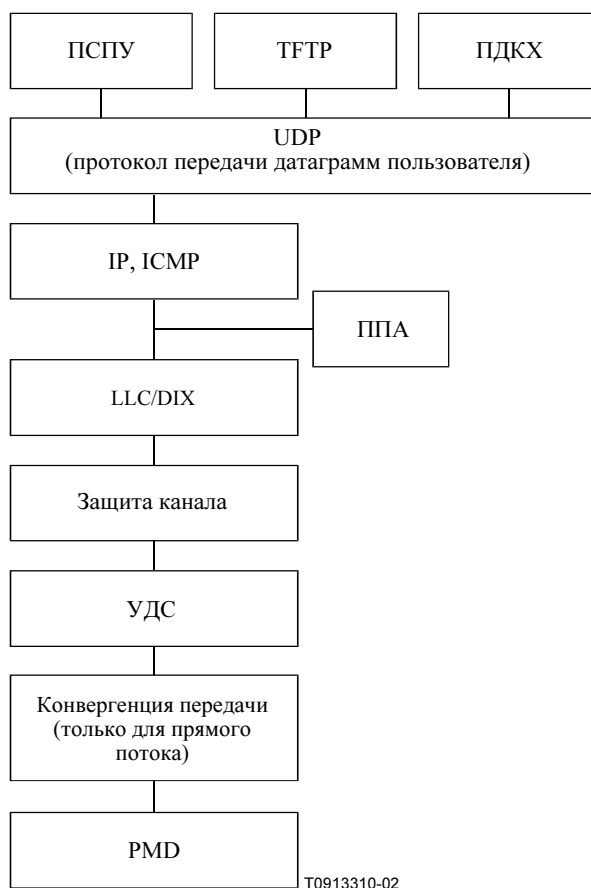 ПСПУ
TFTP
ПДКХ
UDP
(протокол передачи датаграмм пользователя)
IP, ICMP
ППА
LLC/DIX
Защита канала
УДС
Конвергенция передачи
(только для прямого
потока)
PMD
T0913310-02